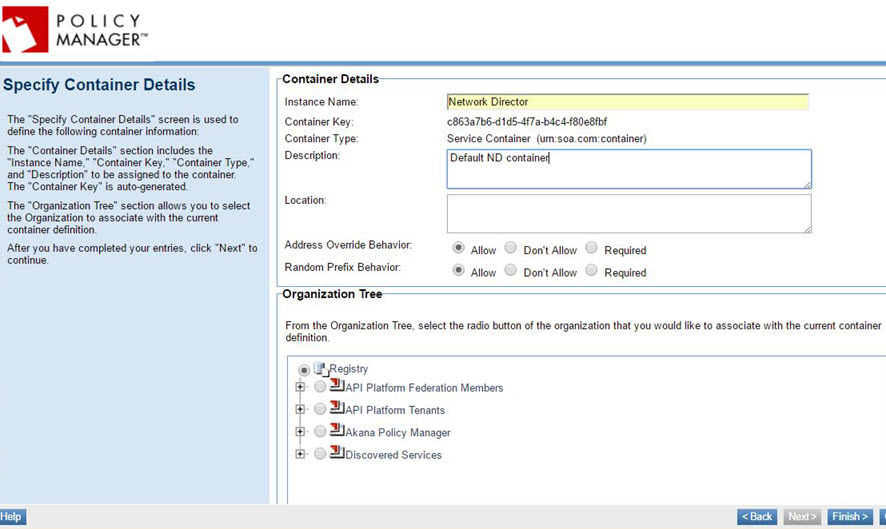 POLICY
MANAGER™
Specify Container Details
The "Specify Container Details" screen is used to
define the following container information:
The "Container Details" section includes the
"Instance Name," "Container Key," "Container Type,"
and "Description" to be assigned to the container.
The "Container Key" is auto-generated.
The "Organization Tree" section allows you to select
the Organization to associate with the current
container definition.
After you have completed your entries, click "Next" to
continue.
Container Details
Instance Name: Network Director
Container Key: c863a7b6-d1d5-4f7a-b4c4-f80e8fbf
Container Type: Service Container (urn:soa.com:container)
Description: Default ND container
Location:
Address Override Behavior: Allow Don't Allow Required
Random Prefix Behavior: Allow Don't Allow Required
Organization Tree
From the Organization Tree, select the radio button of the organization that you would like to associate with the current container
definition.
Registry
API Platform Federation Members
API Platform Tenants
Akana Policy Manager
Discovered Services
Help < Back Next > Finish >